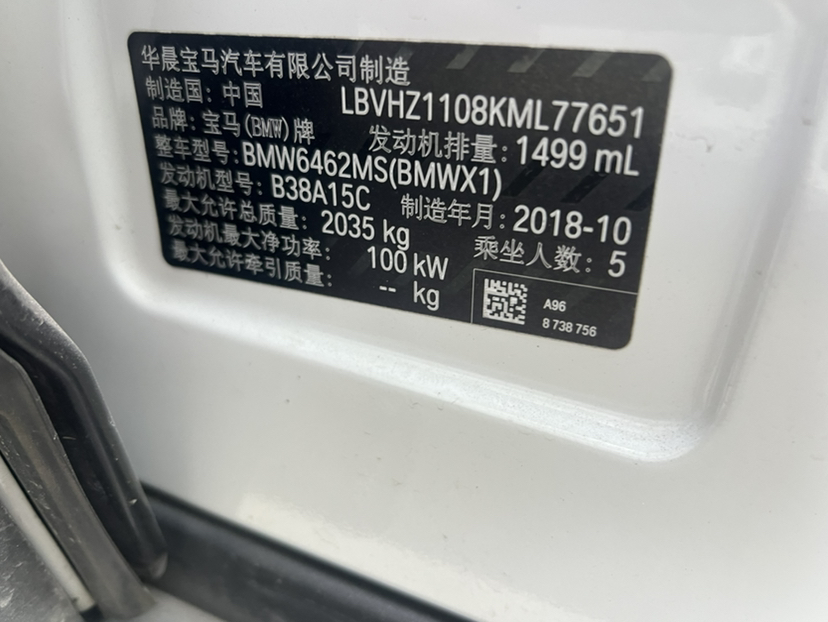 华晨宝马汽车有限公司制造
制造国: 中国 LBVHZ1108KML77651
品牌: 宝马(BMW)牌 发动机排量: 1499 mL
整车型号: BMW6462MS(BMWX1)
发动机型号: B38A15C 制造年月: 2018-10
最大允许总质量: 2035 kg 乘坐人数: 5
发动机最大净功率: 100 kW
最大允许牵引质量: -- kg
A96
8 738 756